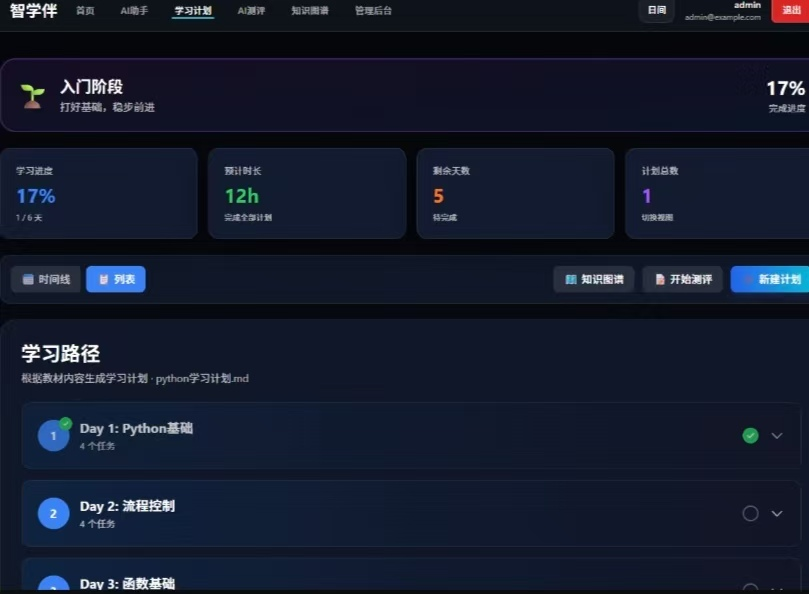 智学伴
首页 AI助手 学习计划 AI测评 知识图谱 管理后台
日间
admin
admin@example.com
退出
入门阶段
打好基础，稳步前进
17%
完成进度
学习进度
17%
1 / 6 天
预计时长
12h
完成全部计划
剩余天数
5
待完成
计划总数
1
切换视图
时间线 列表 知识图谱 开始测评 新建计划
学习路径
根据教材内容生成学习计划 · python学习计划.md
1
Day 1: Python基础
4 个任务
2
Day 2: 流程控制
4 个任务
Day 3: 函数基础